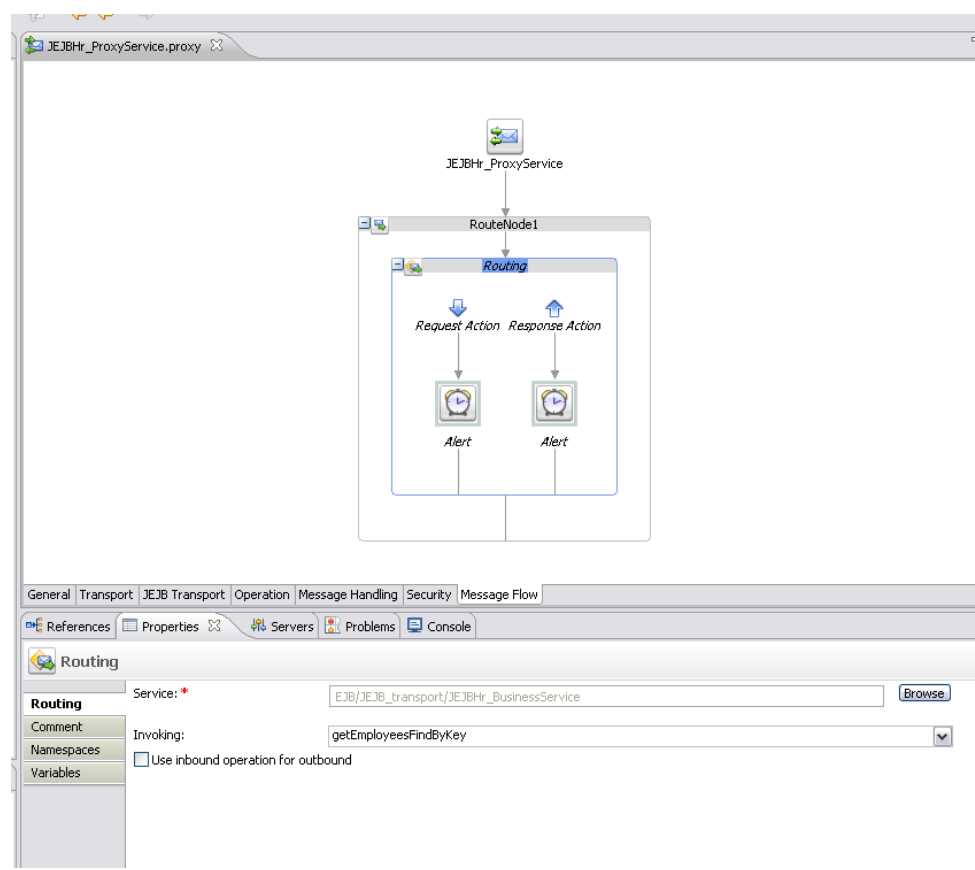 JEJBHr_ProxyService.proxy
JEJBHr_ProxyService
RouteNode1
Routing
Request Action Response Action
Alert Alert
General Transport JEJB Transport Operation Message Handling Security Message Flow
References Properties Servers Problems Console
Routing
Routing
Comment
Namespaces
Variables
Service: * EJB/JEJB_transport/JEJBHr_BusinessService Browse
Invoking: getEmployeesFindByKey
Use inbound operation for outbound